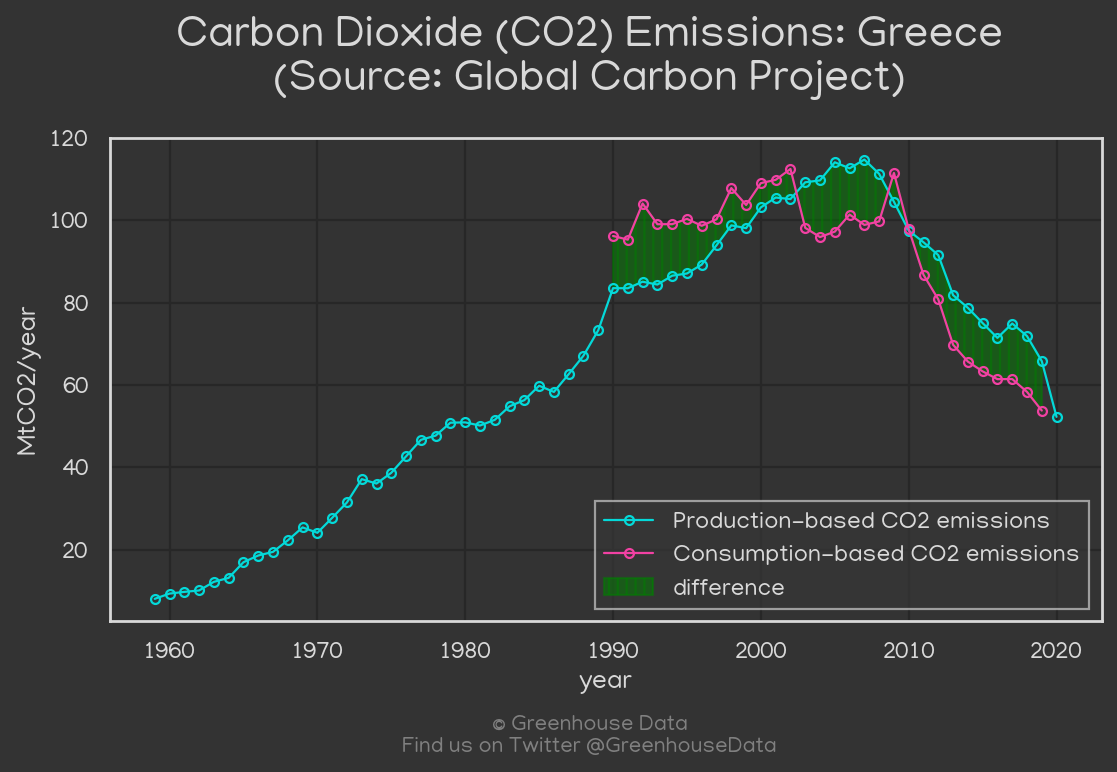 Carbon Dioxide (CO2) Emissions: Greece
(Source: Global Carbon Project)
120
100
80
60
40
20
MtCO2/year
Production-based CO2 emissions
Consumption-based CO2 emissions
difference
1960 1970 1980 1990 2000 2010 2020
year
© Greenhouse Data
Find us on Twitter @GreenhouseData